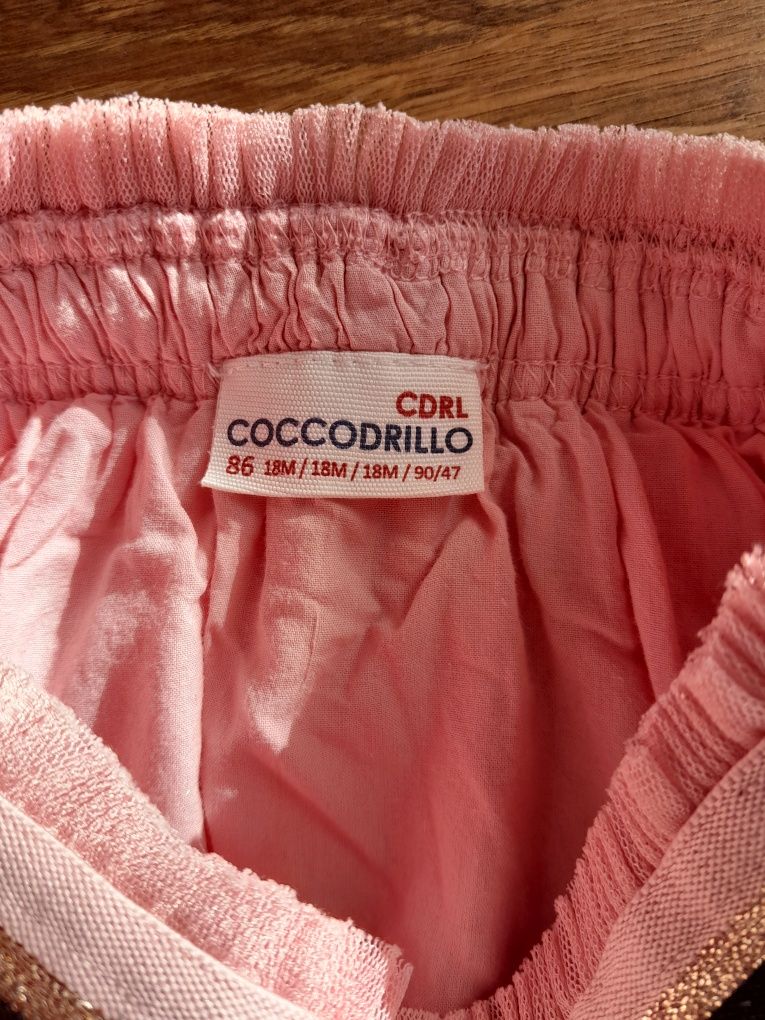 CDRL
COCCODRILLO
86 18M / 18M / 18M / 90/47